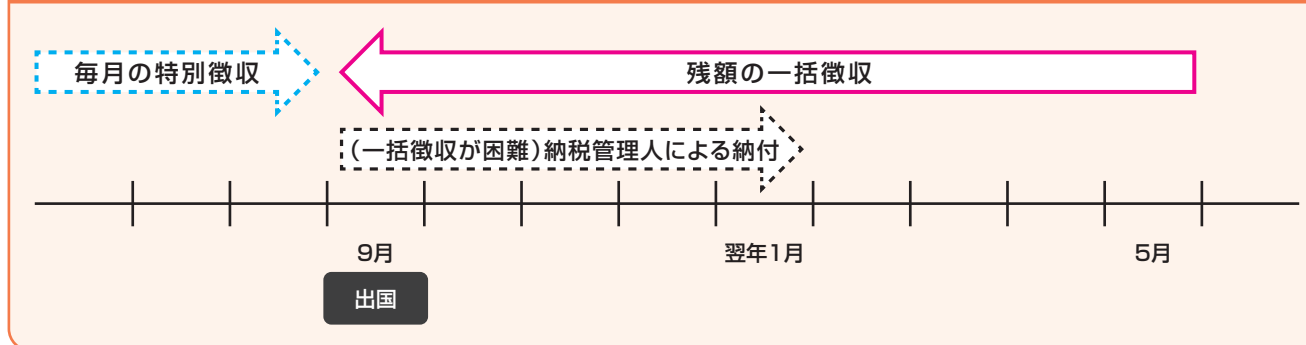 毎月の特別徴収
残額の一括徴収
(一括徴収が困難)納税管理人による納付
9月
翌年1月
5月
出国